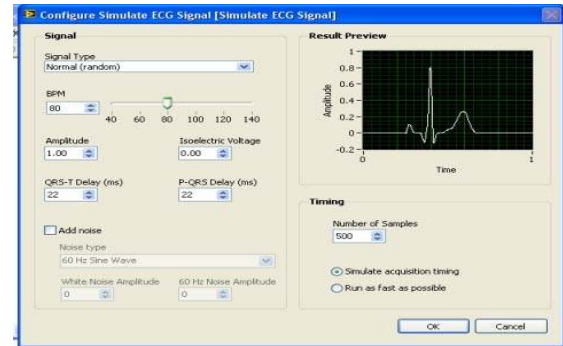 Configure Simulate ECG Signal [Simulate ECG Signal]
Signal
Signal Type
Normal (random)
BPM
80
40 60 80 100 120 140
Amplitude Isoelectric Voltage
1.00 0.00
QRS-T Delay (ms) P-QRS Delay (ms)
22 22
Add noise
Noise type
60 Hz Sine Wave
White Noise Amplitude 60 Hz Noise Amplitude
0 0
Result Preview
Amplitude
1
0.8
0.6
0.4
0.2
0
-0.2
0 1
Time
Timing
Number of Samples
500
Simulate acquisition timing
Run as fast as possible
OK Cancel